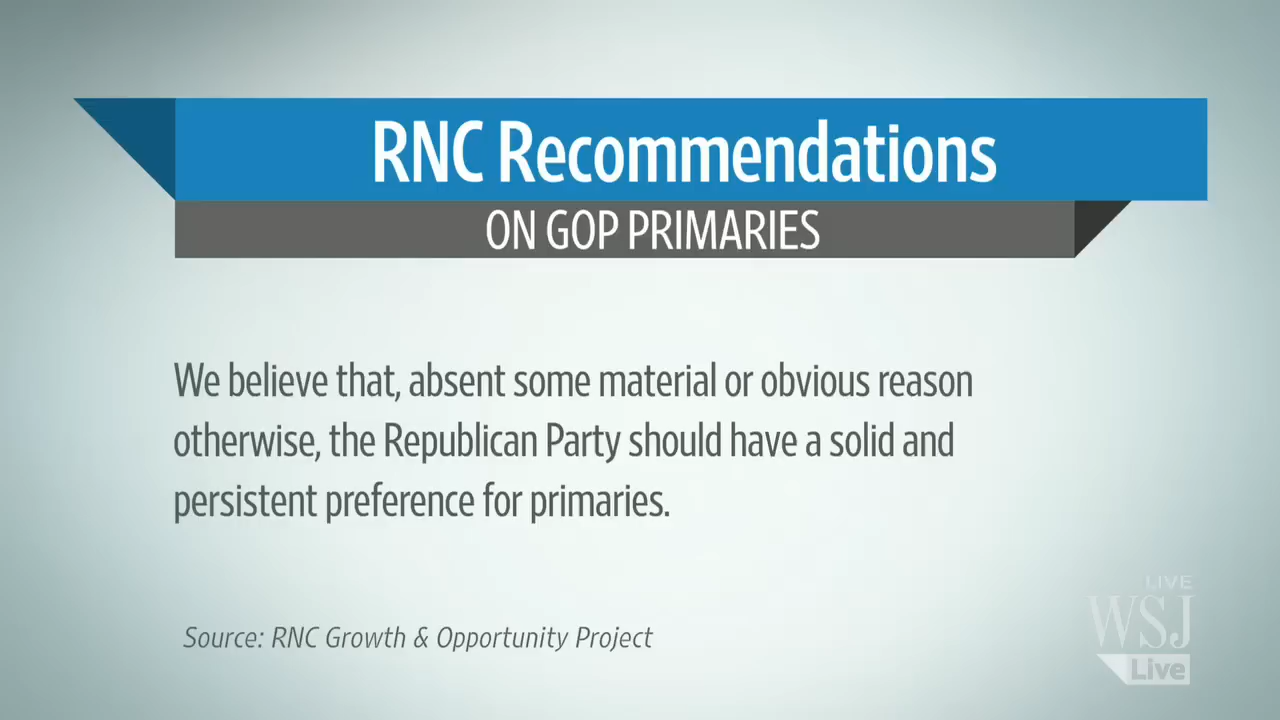 RNC Recommendations
ON GOP PRIMARIES
We believe that, absent some material or obvious reason
otherwise, the Republican Party should have a solid and
persistent preference for primaries.
Source: RNC Growth & Opportunity Project
LIVE
WSJ
Live